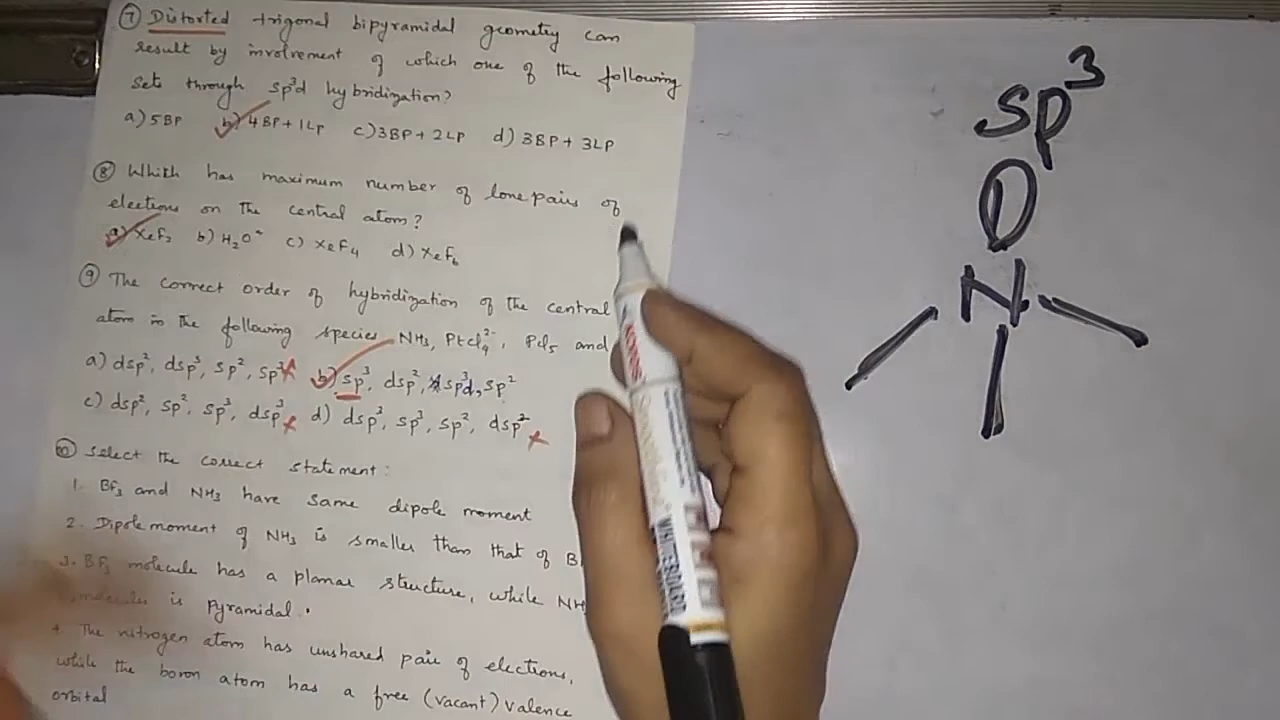 7) Distorted trigonal bipyramidal geometry can
result by involvement of which one of the following
sets through sp³d hybridization?
a) 5BP b) 4BP + 1LP c) 3BP + 2LP d) 3BP + 3LP
8) Which has maximum number of lone pairs of
elections on the central atom?
a) XeF₂ b) H₂O⁺ c) XeF₄ d) XeF₆
9) The correct order of hybridization of the central
atom in the following species NH₃, PtCl₄²⁻, PCl₅ and
a) dsp², dsp³, sp², sp³ b) sp³, dsp², sp³d, sp²
c) dsp², sp², sp³, dsp³ d) dsp³, sp³, sp², dsp²
10) Select the correct statement:
1. BF₃ and NH₃ have same dipole moment
2. Dipole moment of NH₃ is smaller than that of B
3. BF₃ molecule has a planar structure, while NH
molecules is pyramidal.
4. The nitrogen atom has unshared pair of elections,
while the boron atom has a free (vacant) valence
orbital
sp³
N
WHITEBOARD